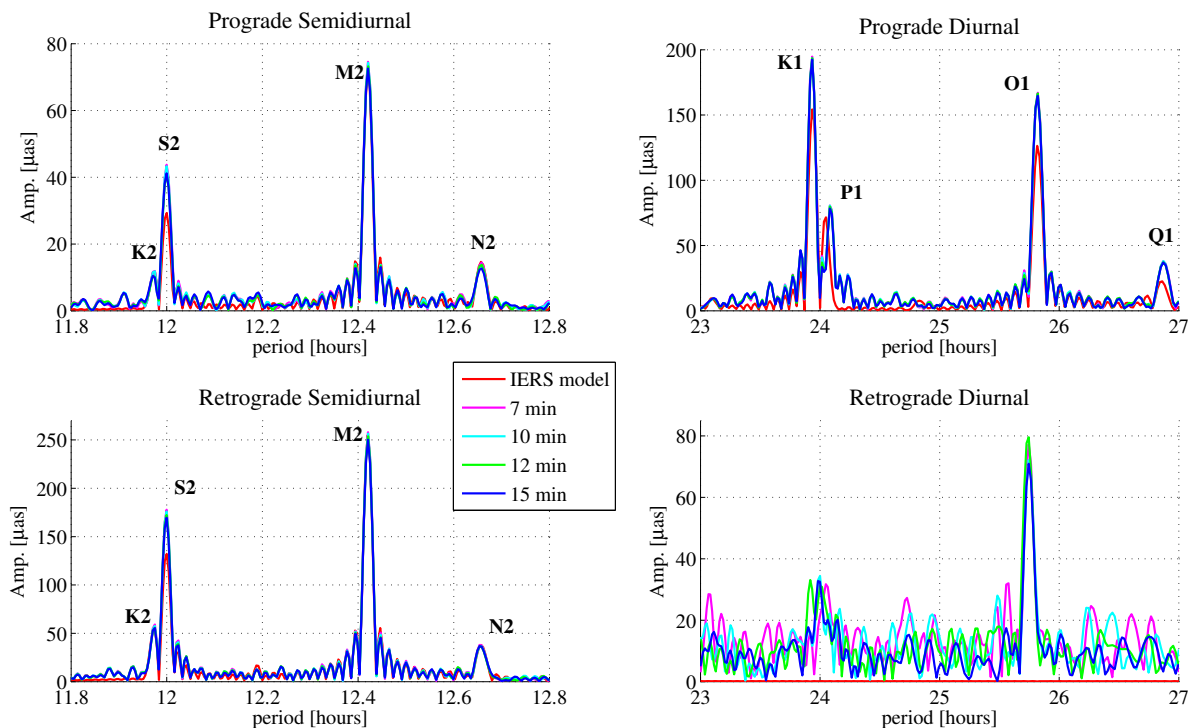 Prograde Semidiurnal
Amp. [µas]
80
60
40
20
0
K2
S2
M2
N2
11.8
12
12.2
12.4
12.6
12.8
period [hours]
Prograde Diurnal
Amp. [µas]
200
150
100
50
0
K1
P1
O1
Q1
23
24
25
26
27
period [hours]
IERS model
7 min
10 min
12 min
15 min
Retrograde Semidiurnal
Amp. [µas]
250
200
150
100
50
0
K2
S2
M2
N2
11.8
12
12.2
12.4
12.6
12.8
period [hours]
Retrograde Diurnal
Amp. [µas]
80
60
40
20
0
23
24
25
26
27
period [hours]